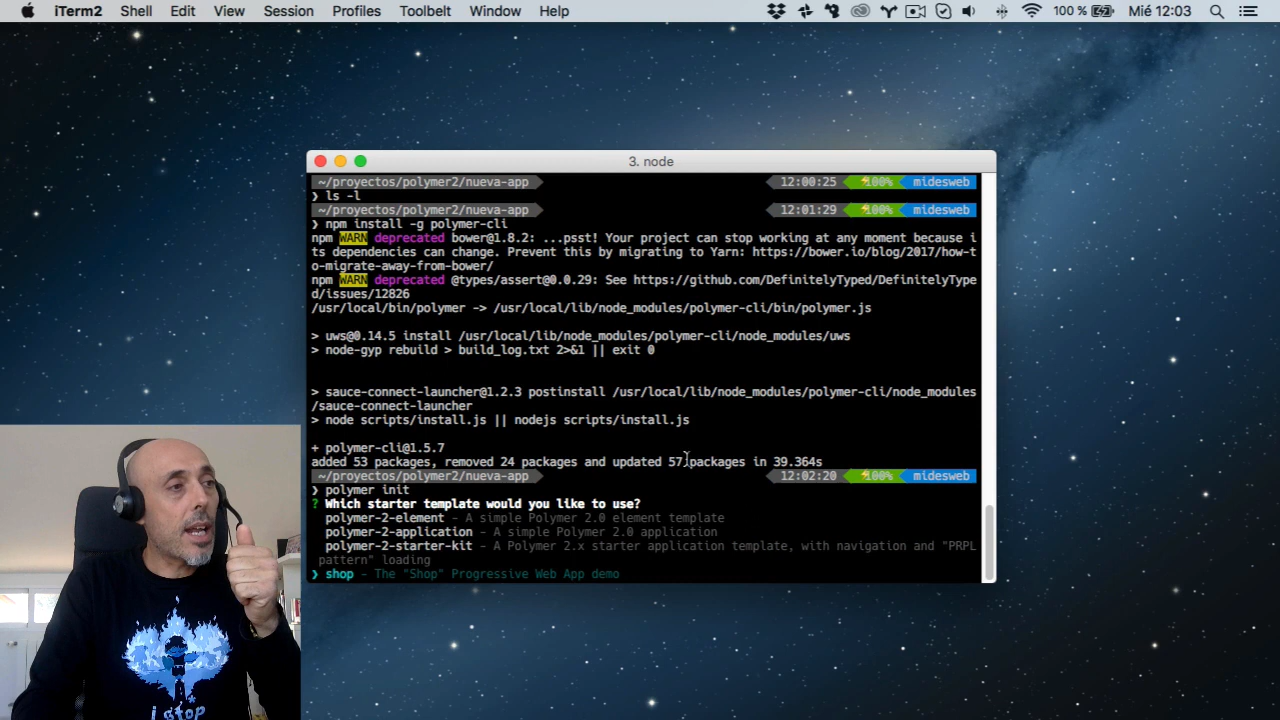 iTerm2 Shell Edit View Session Profiles Toolbelt Window Help 100 % Mié 12:03
3. node
~/proyectos/polymer2/nueva-app 12:00:25 100% midesweb
❯ ls -l
~/proyectos/polymer2/nueva-app 12:01:29 100% midesweb
❯ npm install -g polymer-cli
npm WARN deprecated bower@1.8.2: ...psst! Your project can stop working at any moment because i
ts dependencies can change. Prevent this by migrating to Yarn: https://bower.io/blog/2017/how-t
o-migrate-away-from-bower/
npm WARN deprecated @types/assert@0.0.29: See https://github.com/DefinitelyTyped/DefinitelyType
d/issues/12826
/usr/local/bin/polymer -> /usr/local/lib/node_modules/polymer-cli/bin/polymer.js
> uws@0.14.5 install /usr/local/lib/node_modules/polymer-cli/node_modules/uws
> node-gyp rebuild > build_log.txt 2>&1 || exit 0
> sauce-connect-launcher@1.2.3 postinstall /usr/local/lib/node_modules/polymer-cli/node_modules
/sauce-connect-launcher
> node scripts/install.js || nodejs scripts/install.js
+ polymer-cli@1.5.7
added 53 packages, removed 24 packages and updated 57 packages in 39.364s
~/proyectos/polymer2/nueva-app 12:02:20 100% midesweb
❯ polymer init
? Which starter template would you like to use?
polymer-2-element - A simple Polymer 2.0 element template
polymer-2-application - A simple Polymer 2.0 application
polymer-2-starter-kit - A Polymer 2.x starter application template, with navigation and "PRPL
pattern" loading
❯ shop - The "Shop" Progressive Web App demo
i stop